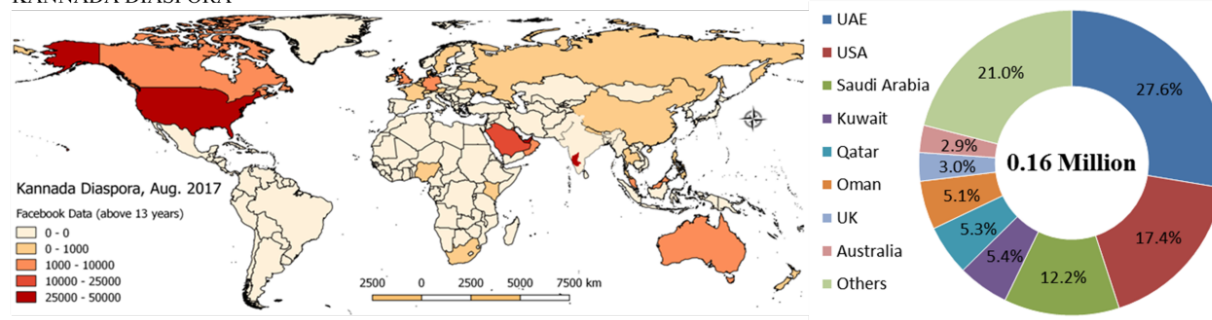 KANNADA DIASPORA
Kannada Diaspora, Aug. 2017
Facebook Data (above 13 years)
0 - 0
0 - 1000
1000 - 10000
10000 - 25000
25000 - 50000
2500 0 2500 5000 7500 km
UAE
USA
Saudi Arabia
Kuwait
Qatar
Oman
UK
Australia
Others
27.6%
17.4%
12.2%
5.4%
5.3%
5.1%
3.0%
2.9%
21.0%
0.16 Million